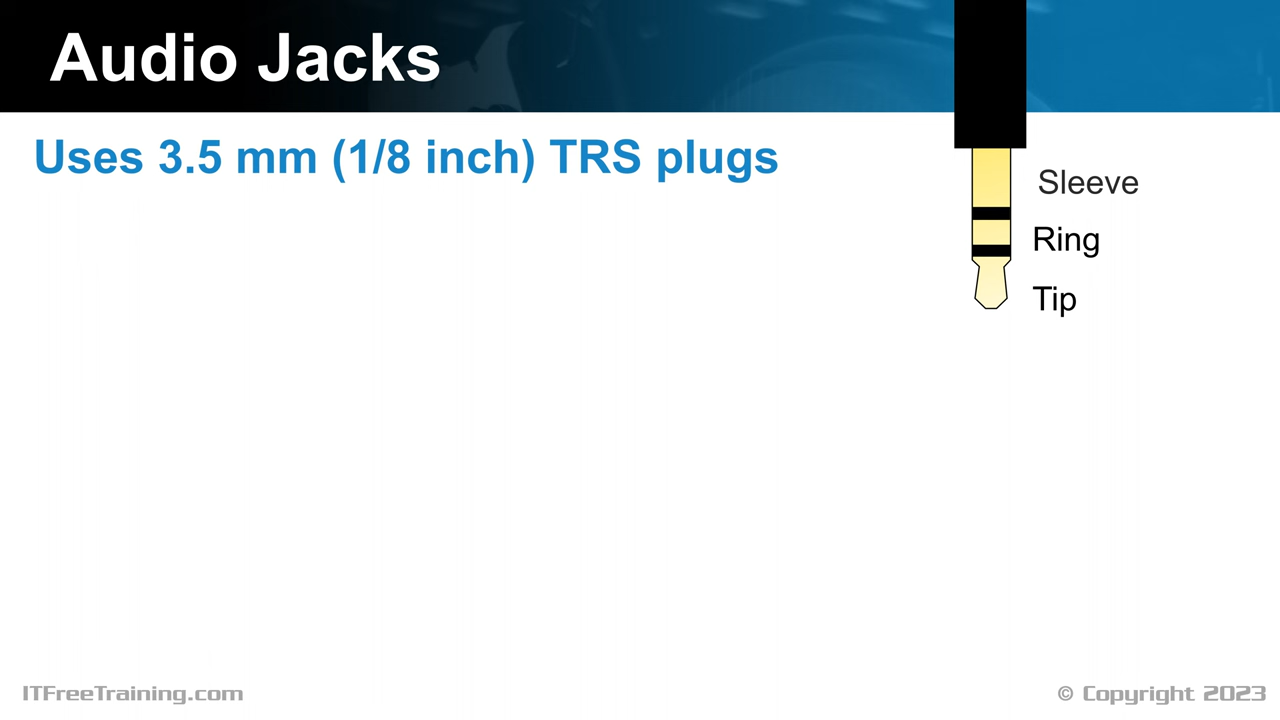 Audio Jacks
Uses 3.5 mm (1/8 inch) TRS plugs
Sleeve
Ring
Tip
ITFreeTraining.com
© Copyright 2023